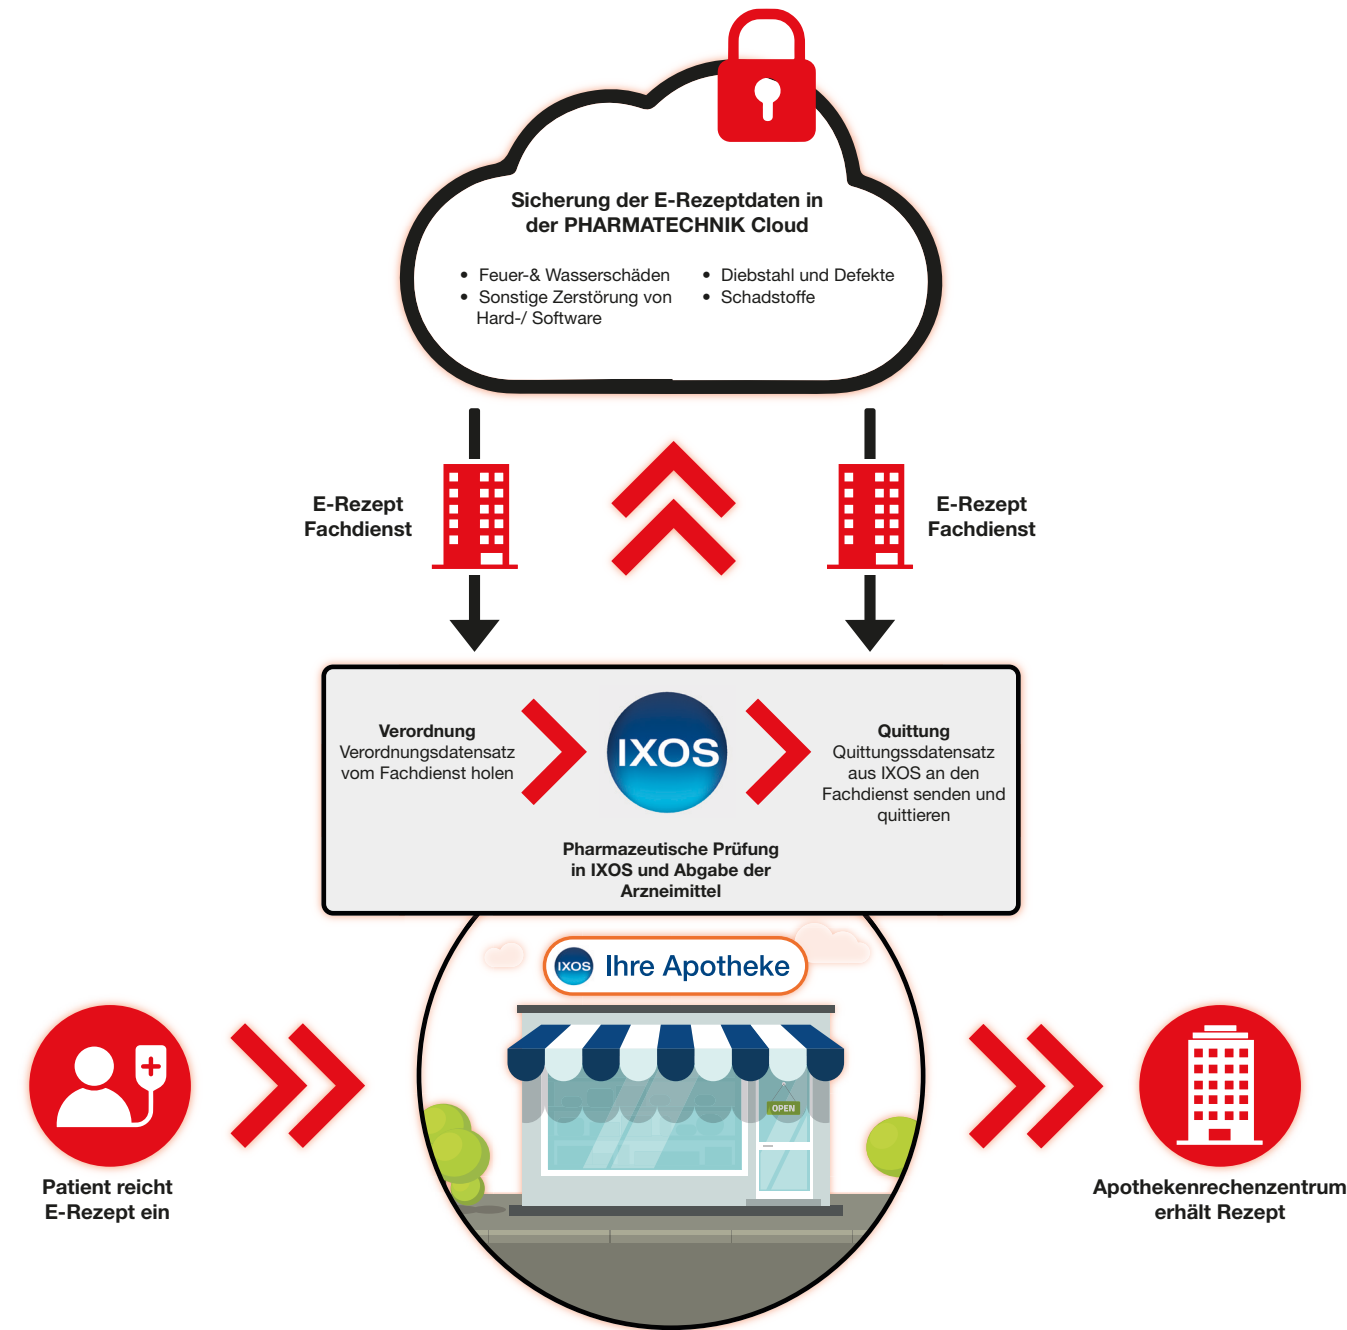 Sicherung der E-Rezeptdaten in
der PHARMATECHNIK Cloud
• Feuer-& Wasserschäden
• Sonstige Zerstörung von
Hard-/ Software
• Diebstahl und Defekte
• Schadstoffe
E-Rezept
Fachdienst
E-Rezept
Fachdienst
Verordnung
Verordnungsdatensatz
vom Fachdienst holen
IXOS
Pharmazeutische Prüfung
in IXOS und Abgabe der
Arzneimittel
Quittung
Quittungssdatensatz
aus IXOS an den
Fachdienst senden und
quittieren
IXOS Ihre Apotheke
OPEN
Patient reicht
E-Rezept ein
Apothekenrechenzentrum
erhält Rezept